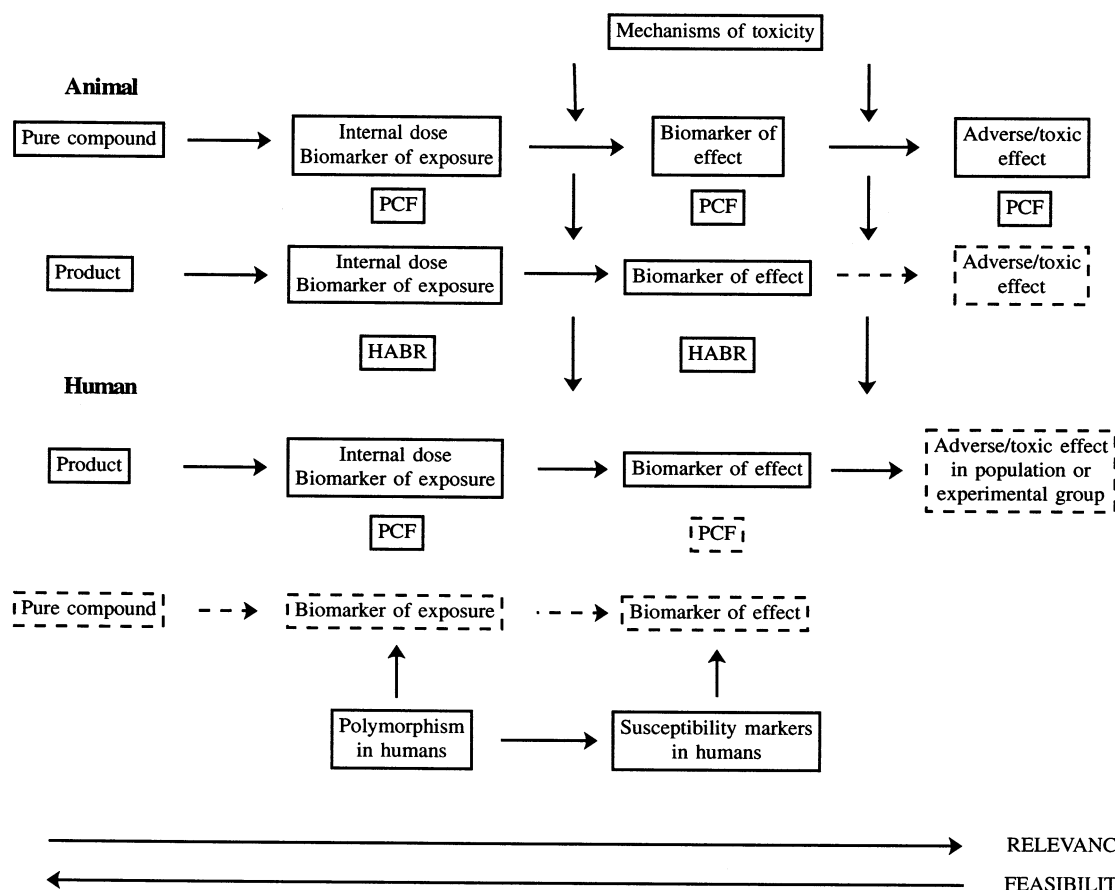 Mechanisms of toxicity
Animal
Pure compound
Internal dose
Biomarker of exposure
Biomarker of
effect
Adverse/toxic
effect
PCF
PCF
PCF
Product
Internal dose
Biomarker of exposure
Biomarker of effect
Adverse/toxic
effect
HABR
HABR
Human
Product
Internal dose
Biomarker of exposure
Biomarker of effect
Adverse/toxic effect
in population or
experimental group
PCF
PCF
Pure compound
Biomarker of exposure
Biomarker of effect
Polymorphism
in humans
Susceptibility markers
in humans
RELEVANC
FEASIBILIT